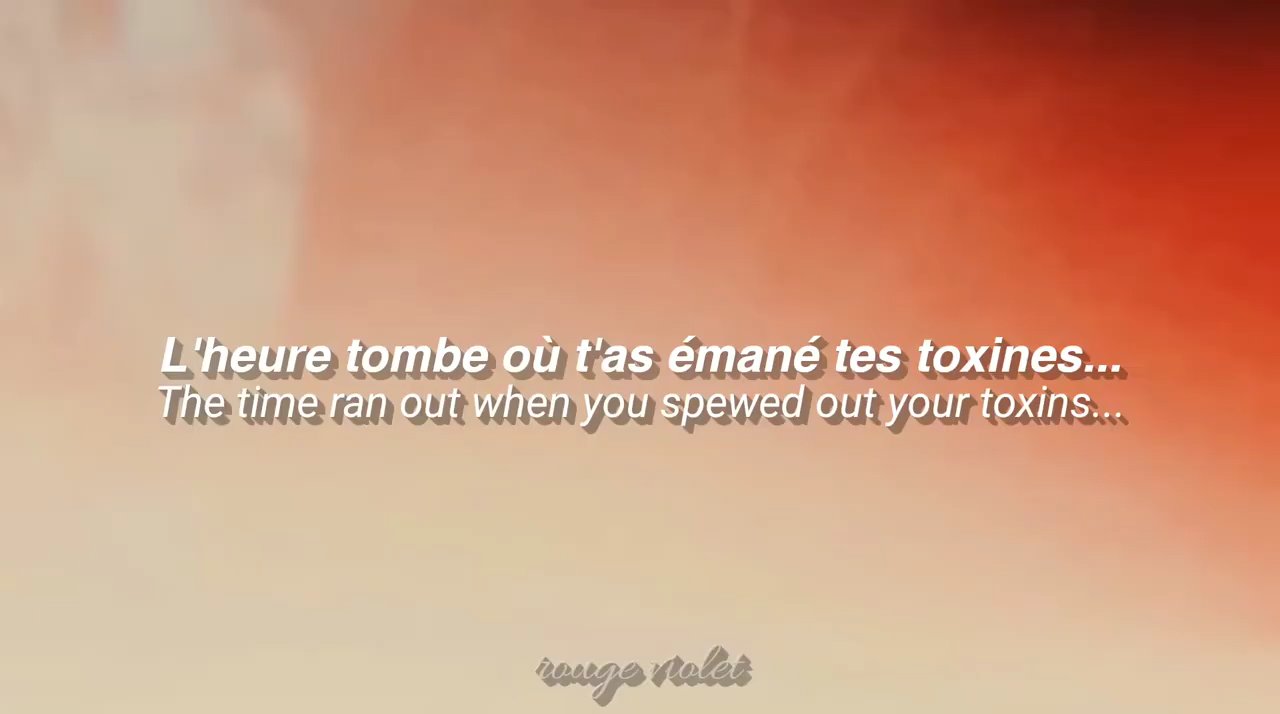 L'heure tombe où t'as émané tes toxines...
The time ran out when you spewed out your toxins...
rouge violet